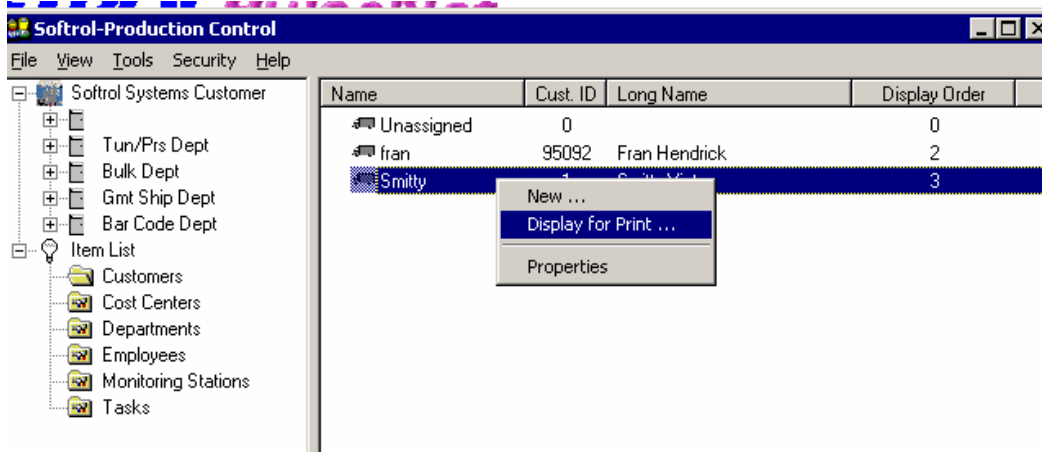 Softrol-Production Control
File View Tools Security Help
Softrol Systems Customer
Tun/Prs Dept
Bulk Dept
Gmt Ship Dept
Bar Code Dept
Item List
Customers
Cost Centers
Departments
Employees
Monitoring Stations
Tasks
Name Cust. ID Long Name Display Order
Unassigned 0 0
fran 95092 Fran Hendrick 2
Smitty 3
New ...
Display for Print ...
Properties